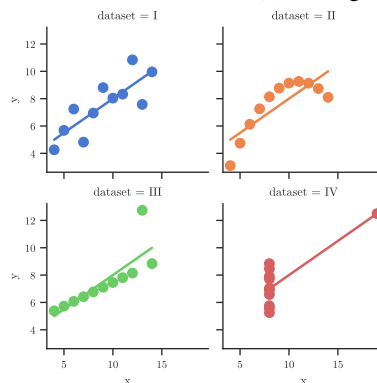 dataset = I
dataset = II
12
10
8
6
4
y
dataset = III
dataset = IV
12
10
8
6
4
y
5
10
15
5
10
15
x
x